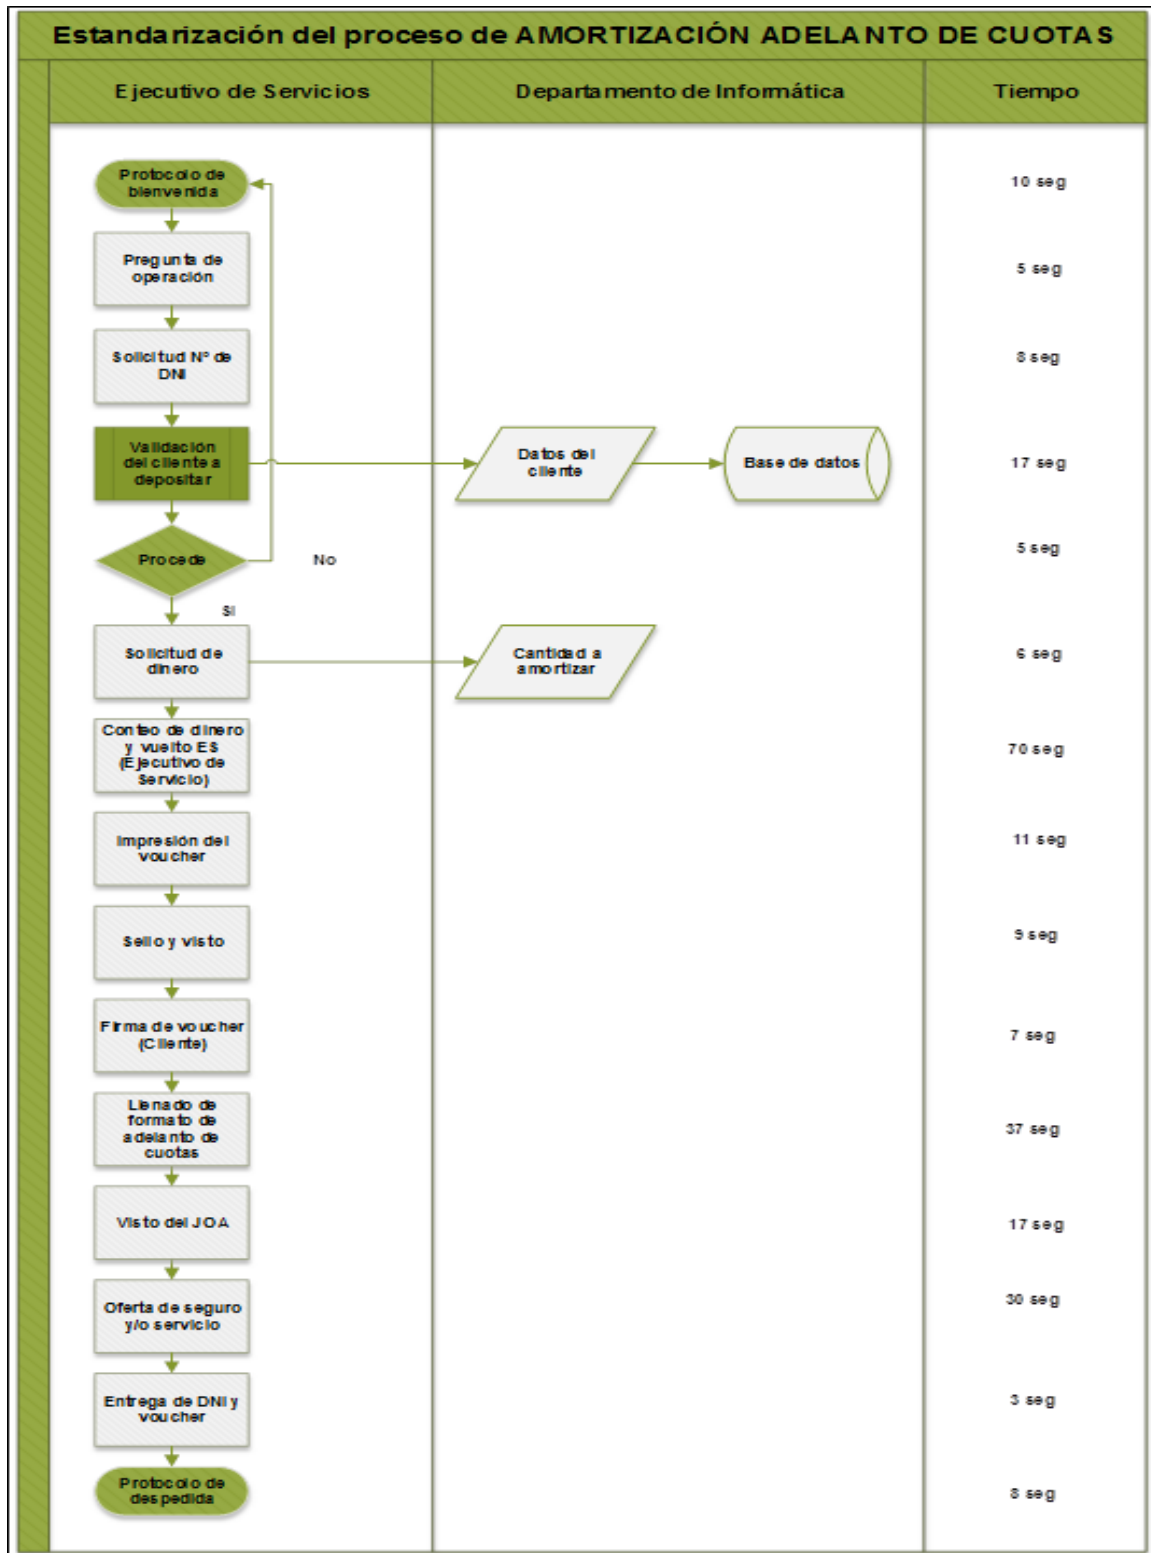 Estandarización del proceso de AMORTIZACIÓN ADELANTO DE CUOTAS
Ejecutivo de Servicios
Departamento de Informática
Tiempo
Protocolo de
bienvenida
10 seg
Pregunta de
operación
5 seg
Solicitud Nº de
DNI
8 seg
Validación
del cliente a
depositar
Datos del
cliente
Base de datos
17 seg
Procede
No
5 seg
SI
Solicitud de
dinero
Cantidad a
amortizar
6 seg
Conteo de dinero
y vuelto ES
(Ejecutivo de
Servicio)
70 seg
Impresión del
voucher
11 seg
Sello y visto
9 seg
Firma de voucher
(Cliente)
7 seg
Llenado de
formato de
adelanto de
cuotas
37 seg
Visto del JOA
17 seg
Oferta de seguro
y/o servicio
30 seg
Entrega de DNI y
voucher
3 seg
Protocolo de
despedida
8 seg